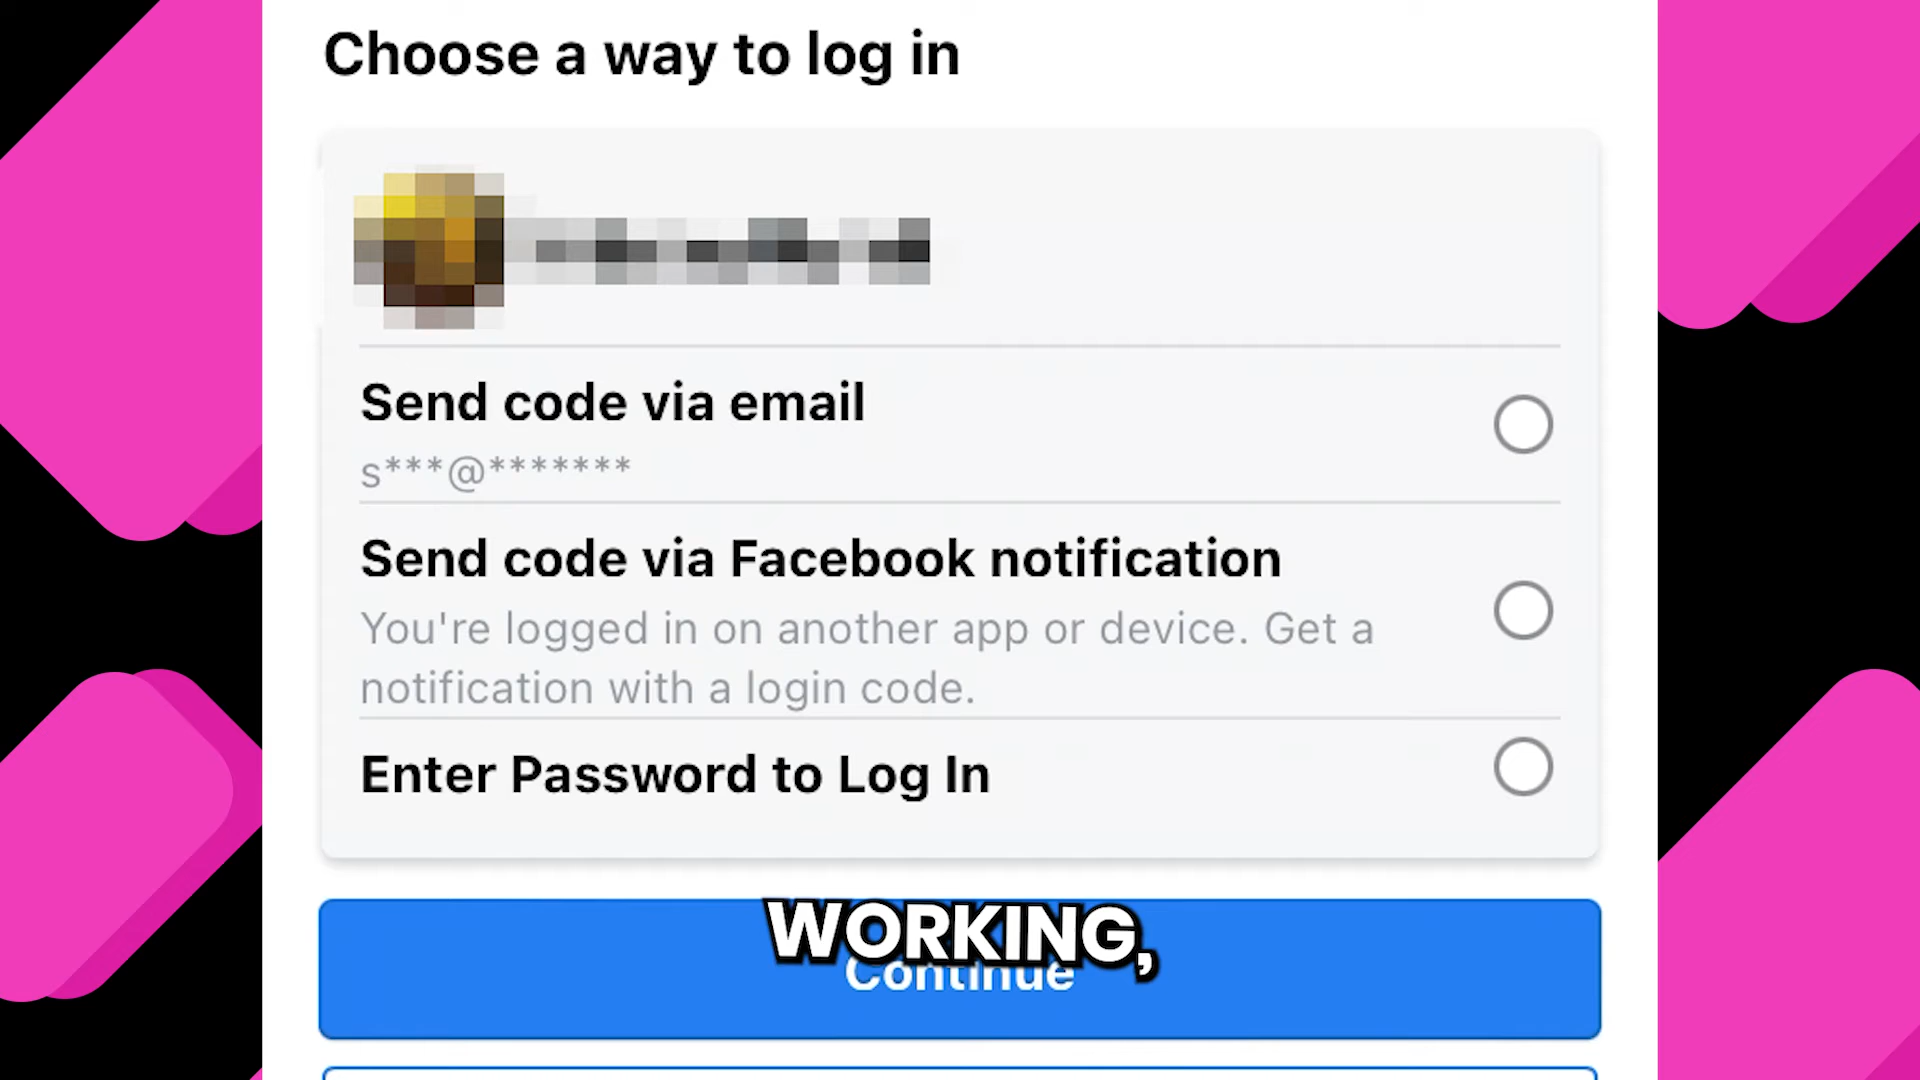 Choose a way to log in
Send code via email
s***@*******
Send code via Facebook notification
You're logged in on another app or device. Get a
notification with a login code.
Enter Password to Log In
WORKING,
Continue